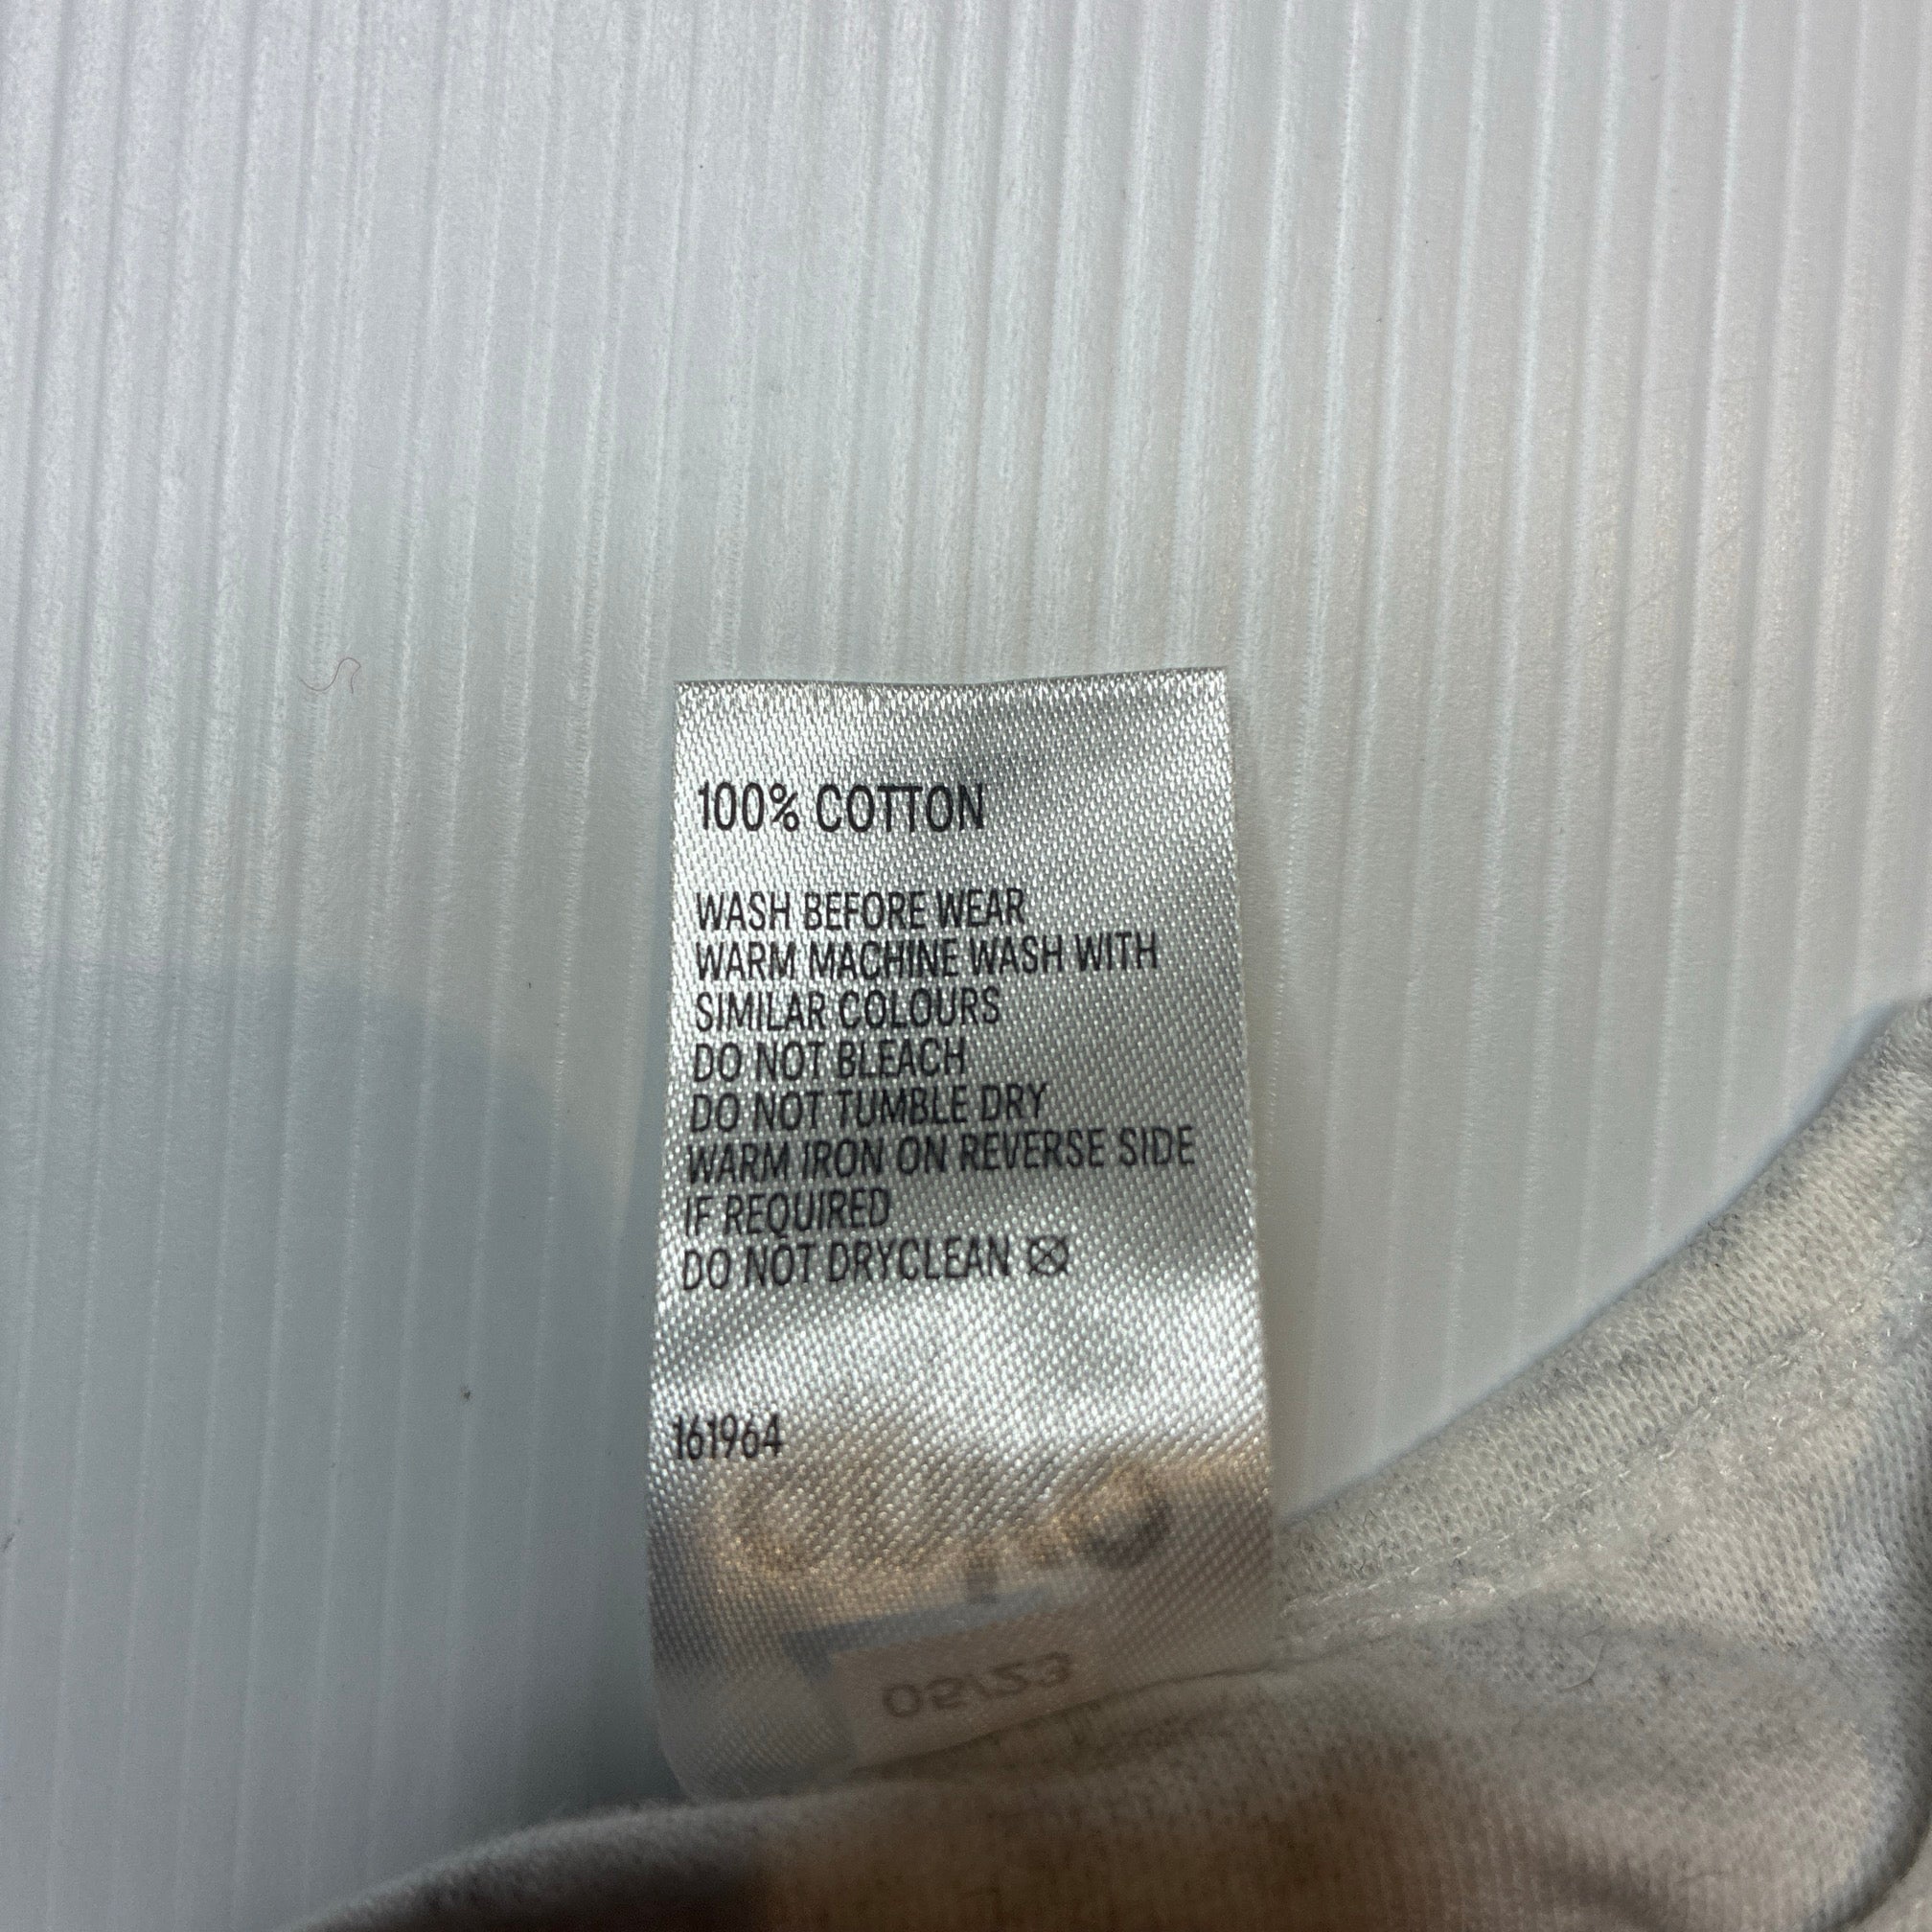 100% COTTON
WASH BEFORE WEAR
WARM MACHINE WASH WITH
SIMILAR COLOURS
DO NOT BLEACH
DO NOT TUMBLE DRY
WARM IRON ON REVERSE SIDE
IF REQUIRED
DO NOT DRYCLEAN
161964